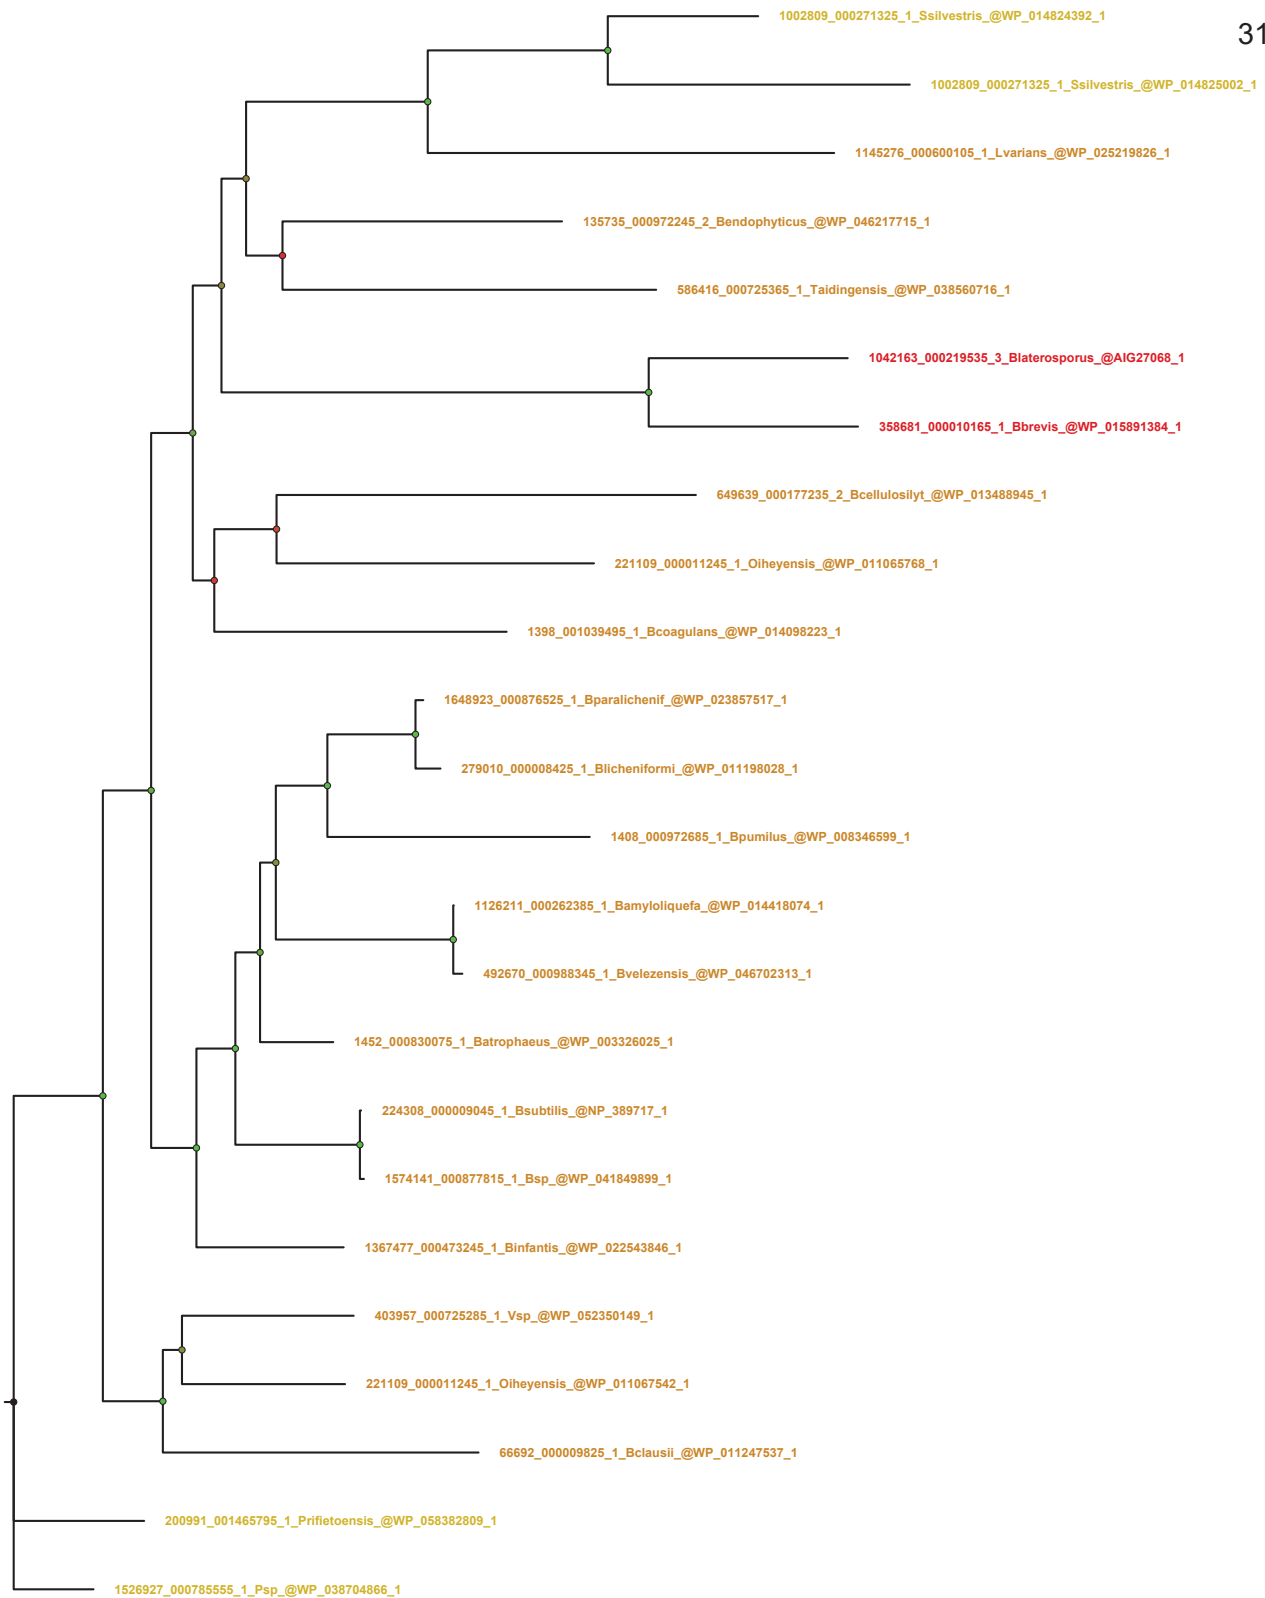 1002809_000271325_1_Ssilvestris_@WP_014824392_1
31
1002809_000271325_1_Ssilvestris_@WP_014825002_1
1145276_000600105_1_Lvarians_@WP_025219826_1
135735_000972245_2_Bendophyticus_@WP_046217715_1
586416_000725365_1_Taidingensis_@WP_038560716_1
1042163_000219535_3_Blaterosporus_@AIG27068_1
358681_000010165_1_Bbrevis_@WP_015891384_1
649639_000177235_2_Bcellulosilyt_@WP_013488945_1
221109_000011245_1_Oiheyensis_@WP_011065768_1
1398_001039495_1_Bcoagulans_@WP_014098223_1
1648923_000876525_1_Bparalichenif_@WP_023857517_1
279010_000008425_1_Blicheniformi_@WP_011198028_1
1408_000972685_1_Bpumilus_@WP_008346599_1
1126211_000262385_1_Bamyloliquefa_@WP_014418074_1
492670_000988345_1_Bvelezensis_@WP_046702313_1
1452_000830075_1_Batrophaeus_@WP_003326025_1
224308_000009045_1_Bsubtilis_@NP_389717_1
1574141_000877815_1_Bsp_@WP_041849899_1
1367477_000473245_1_Binfantis_@WP_022543846_1
403957_000725285_1_Vsp_@WP_052350149_1
221109_000011245_1_Oiheyensis_@WP_011067542_1
66692_000009825_1_Bclausii_@WP_011247537_1
200991_001465795_1_Prifietoensis_@WP_058382809_1
1526927_000785555_1_Psp_@WP_038704866_1